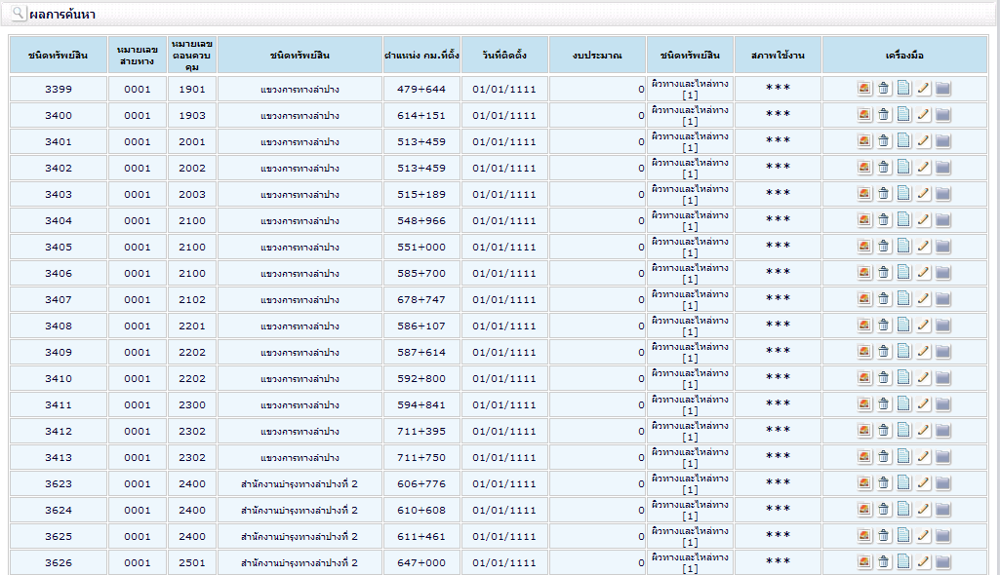 ผลการค้นหา
ชนิดทรัพย์สิน หมายเลขสายทาง หมายเลขตอนควบคุม ชนิดทรัพย์สิน ตำแหน่ง กม.ที่ตั้ง วันที่ติดตั้ง งบประมาณ ชนิดทรัพย์สิน สภาพใช้งาน เครื่องมือ
3399 0001 1901 แขวงการทางลำปาง 479+644 01/01/1111 0 ผิวทางและไหล่ทาง [1] ***
3400 0001 1903 แขวงการทางลำปาง 614+151 01/01/1111 0 ผิวทางและไหล่ทาง [1] ***
3401 0001 2001 แขวงการทางลำปาง 513+459 01/01/1111 0 ผิวทางและไหล่ทาง [1] ***
3402 0001 2002 แขวงการทางลำปาง 513+459 01/01/1111 0 ผิวทางและไหล่ทาง [1] ***
3403 0001 2003 แขวงการทางลำปาง 515+189 01/01/1111 0 ผิวทางและไหล่ทาง [1] ***
3404 0001 2100 แขวงการทางลำปาง 548+966 01/01/1111 0 ผิวทางและไหล่ทาง [1] ***
3405 0001 2100 แขวงการทางลำปาง 551+000 01/01/1111 0 ผิวทางและไหล่ทาง [1] ***
3406 0001 2100 แขวงการทางลำปาง 585+700 01/01/1111 0 ผิวทางและไหล่ทาง [1] ***
3407 0001 2102 แขวงการทางลำปาง 678+747 01/01/1111 0 ผิวทางและไหล่ทาง [1] ***
3408 0001 2201 แขวงการทางลำปาง 586+107 01/01/1111 0 ผิวทางและไหล่ทาง [1] ***
3409 0001 2202 แขวงการทางลำปาง 587+614 01/01/1111 0 ผิวทางและไหล่ทาง [1] ***
3410 0001 2202 แขวงการทางลำปาง 592+800 01/01/1111 0 ผิวทางและไหล่ทาง [1] ***
3411 0001 2300 แขวงการทางลำปาง 594+841 01/01/1111 0 ผิวทางและไหล่ทาง [1] ***
3412 0001 2302 แขวงการทางลำปาง 711+395 01/01/1111 0 ผิวทางและไหล่ทาง [1] ***
3413 0001 2302 แขวงการทางลำปาง 711+750 01/01/1111 0 ผิวทางและไหล่ทาง [1] ***
3623 0001 2400 สำนักงานบำรุงทางลำปางที่ 2 606+776 01/01/1111 0 ผิวทางและไหล่ทาง [1] ***
3624 0001 2400 สำนักงานบำรุงทางลำปางที่ 2 610+608 01/01/1111 0 ผิวทางและไหล่ทาง [1] ***
3625 0001 2400 สำนักงานบำรุงทางลำปางที่ 2 611+461 01/01/1111 0 ผิวทางและไหล่ทาง [1] ***
3626 0001 2501 สำนักงานบำรุงทางลำปางที่ 2 647+000 01/01/1111 0 ผิวทางและไหล่ทาง [1] ***